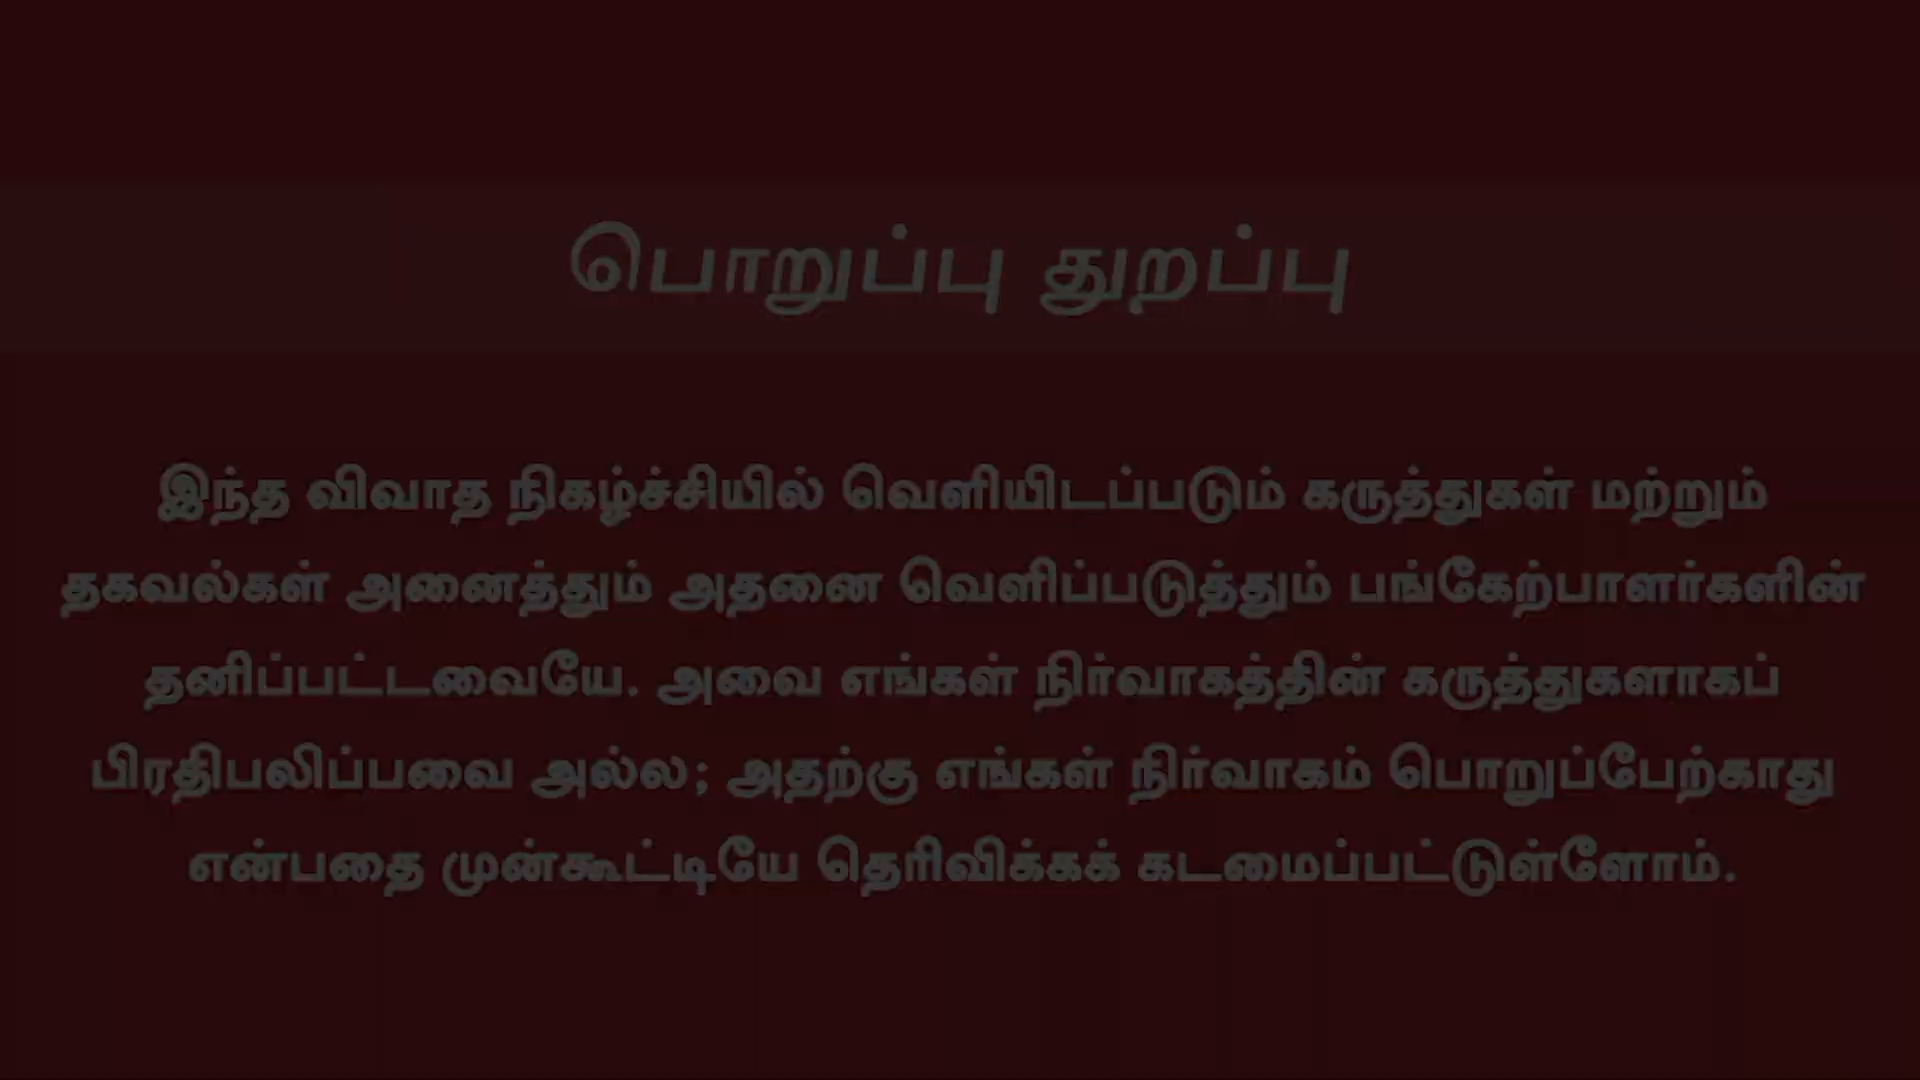 பொறுப்பு துறப்பு
இந்த விவாத நிகழ்ச்சியில் வெளியிடப்படும் கருத்துகள் மற்றும்
தகவல்கள் அனைத்தும் அதனை வெளிப்படுத்தும் பங்கேற்பாளர்களின்
தனிப்பட்டவையே. அவை எங்கள் நிர்வாகத்தின் கருத்துகளாகப்
பிரதிபலிப்பவை அல்ல; அதற்கு எங்கள் நிர்வாகம் பொறுப்பேற்காது
என்பதை முன்கூட்டியே தெரிவிக்கக் கடமைப்பட்டுள்ளோம்.